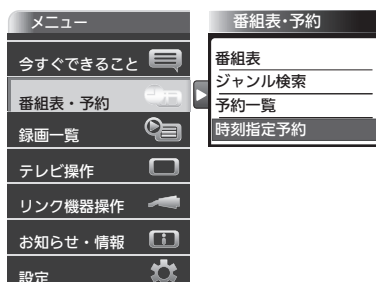 メニュー
今すぐできること
番組表・予約
録画一覧
テレビ操作
リンク機器操作
お知らせ・情報
設定
番組表･予約
番組表
ジャンル検索
予約一覧
時刻指定予約